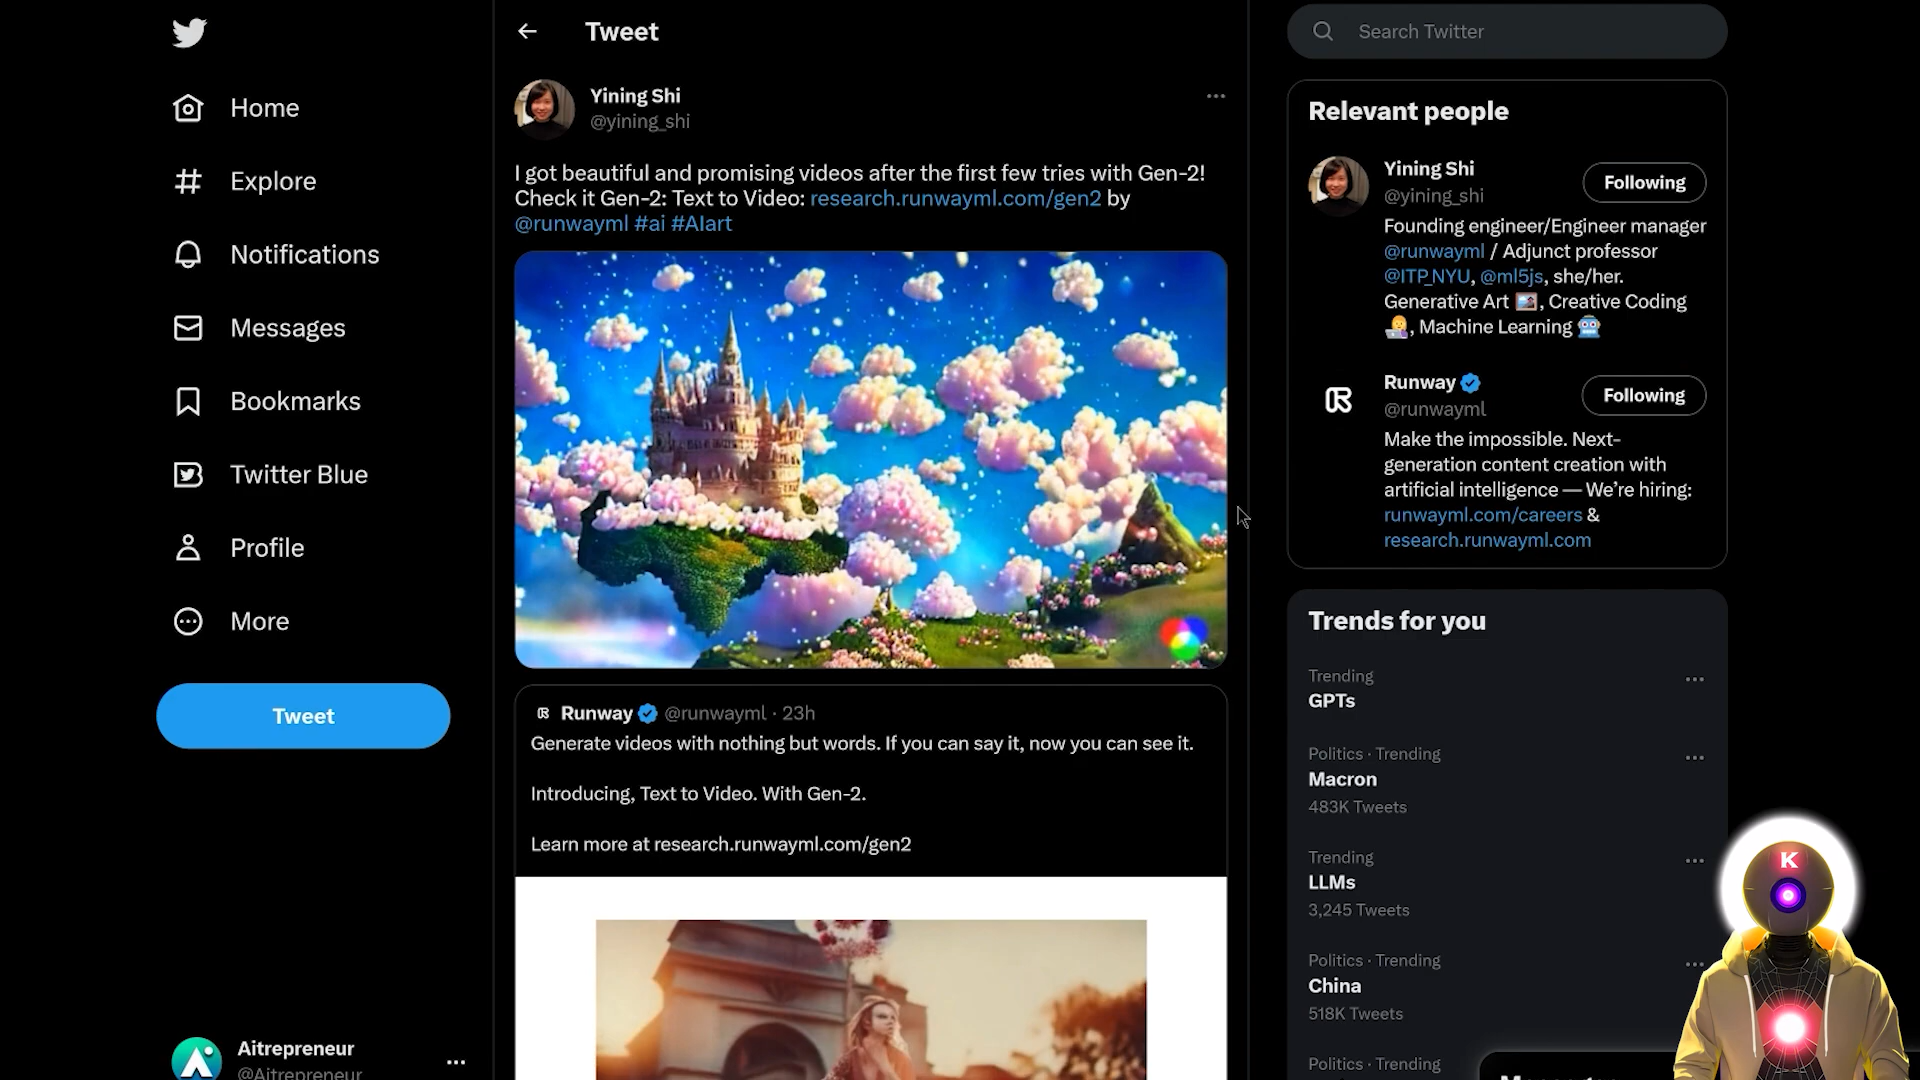 Home
Explore
Notifications
Messages
Bookmarks
Twitter Blue
Profile
More
Tweet
Aitrepreneur
@Aitrepreneur
Tweet
Yining Shi
@yining_shi
I got beautiful and promising videos after the first few tries with Gen-2!
Check it Gen-2: Text to Video: research.runwayml.com/gen2 by
@runwayml #ai #AIart
Runway @runwayml · 23h
Generate videos with nothing but words. If you can say it, now you can see it.
Introducing, Text to Video. With Gen-2.
Learn more at research.runwayml.com/gen2
Search Twitter
Relevant people
Yining Shi
@yining_shi
Following
Founding engineer/Engineer manager
@runwayml / Adjunct professor
@ITP_NYU, @ml5js, she/her.
Generative Art 🖼️, Creative Coding
👩‍💻, Machine Learning 🤖
Runway
@runwayml
Following
Make the impossible. Next-
generation content creation with
artificial intelligence — We’re hiring:
runwayml.com/careers &
research.runwayml.com
Trends for you
Trending
GPTs
Politics · Trending
Macron
483K Tweets
Trending
LLMs
3,245 Tweets
Politics · Trending
China
518K Tweets
Politics · Trending
K